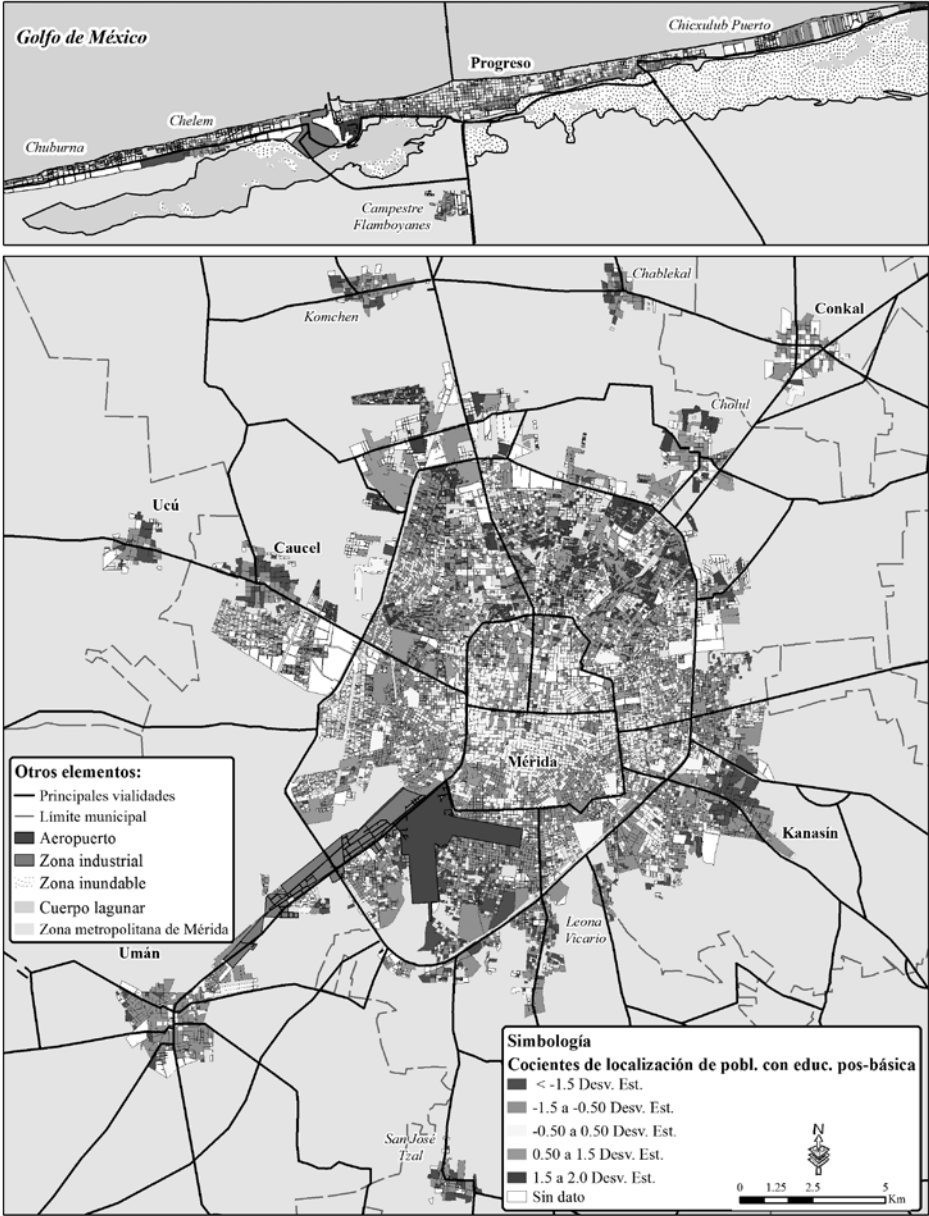 Golfo de México
Chicxulub Puerto
Progreso
Chelem
Chuburna
Campestre
Flamboyanes
Chablekal
Komchen
Conkal
Cholul
Ucú
Caucel
Mérida
Kanasín
Leona
Vicario
Umán
San José
Tzal
Otros elementos:
Principales vialidades
Límite municipal
Aeropuerto
Zona industrial
Zona inundable
Cuerpo lagunar
Zona metropolitana de Mérida
Simbología
Cocientes de localización de pobl. con educ. pos-básica
< -1.5 Desv. Est.
-1.5 a -0.50 Desv. Est.
-0.50 a 0.50 Desv. Est.
0.50 a 1.5 Desv. Est.
1.5 a 2.0 Desv. Est.
Sin dato
N
0 1.25 2.5 5
Km